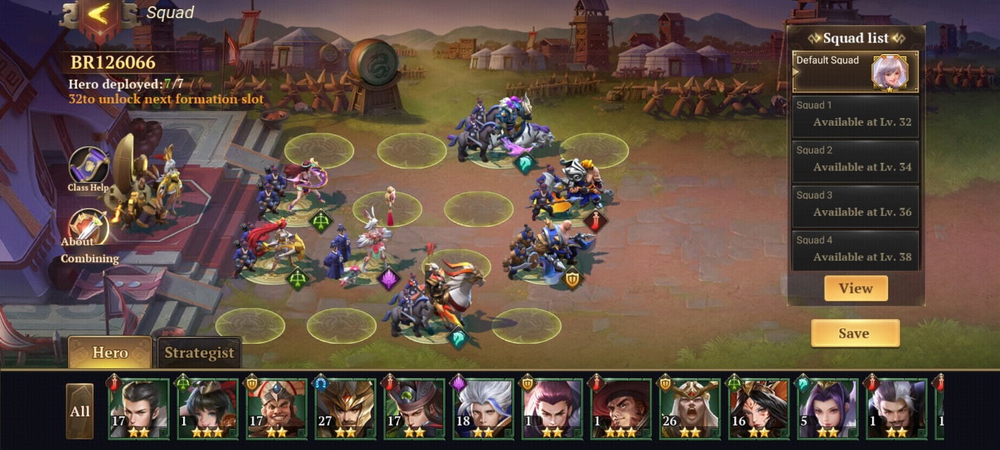 Squad
BR126066
Hero deployed:7/7
32to unlock next formation slot
Class Help
About
Combining
Squad list
Default Squad
Squad 1
Available at Lv. 32
Squad 2
Available at Lv. 34
Squad 3
Available at Lv. 36
Squad 4
Available at Lv. 38
View
Save
Hero
Strategist
All
17
1
17
27
17
18
1
1
26
16
5
1
1